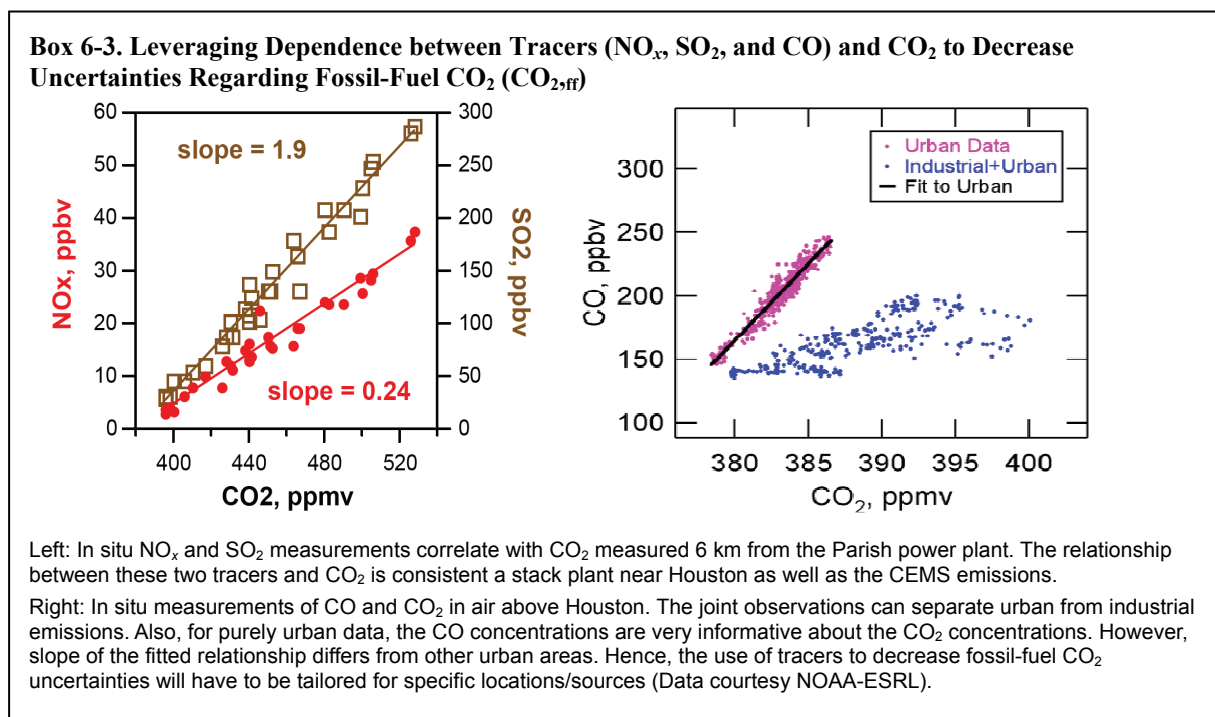 Box 6-3. Leveraging Dependence between Tracers (NOx, SO2, and CO) and CO2 to Decrease
Uncertainties Regarding Fossil-Fuel CO2 (CO2,ff)
60
50
40
30
20
10
0
NOx, ppbv
slope = 1.9
slope = 0.24
300
250
200
150
100
50
0
SO2, ppbv
400
440
480
520
CO2, ppmv
300
250
200
150
100
CO, ppbv
Urban Data
Industrial+Urban
Fit to Urban
380
385
390
395
400
CO2, ppmv
Left: In situ NOx and SO2 measurements correlate with CO2 measured 6 km from the Parish power plant. The relationship
between these two tracers and CO2 is consistent a stack plant near Houston as well as the CEMS emissions.
Right: In situ measurements of CO and CO2 in air above Houston. The joint observations can separate urban from industrial
emissions. Also, for purely urban data, the CO concentrations are very informative about the CO2 concentrations. However,
slope of the fitted relationship differs from other urban areas. Hence, the use of tracers to decrease fossil-fuel CO2
uncertainties will have to be tailored for specific locations/sources (Data courtesy NOAA-ESRL).